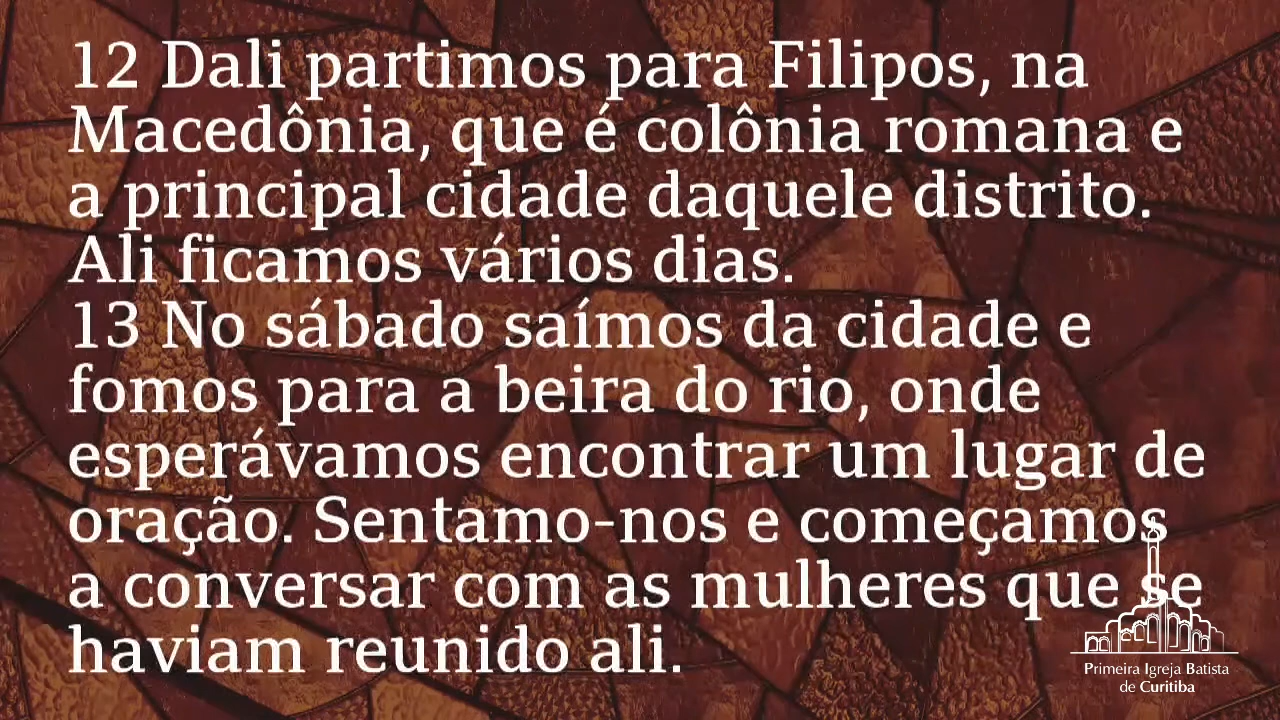 12 Dali partimos para Filipos, na
Macedônia, que é colônia romana e
a principal cidade daquele distrito.
Ali ficamos vários dias.
13 No sábado saímos da cidade e
fomos para a beira do rio, onde
esperávamos encontrar um lugar de
oração. Sentamo-nos e começamos
a conversar com as mulheres que se
haviam reunido ali.
Primeira Igreja Batista
de Curitiba